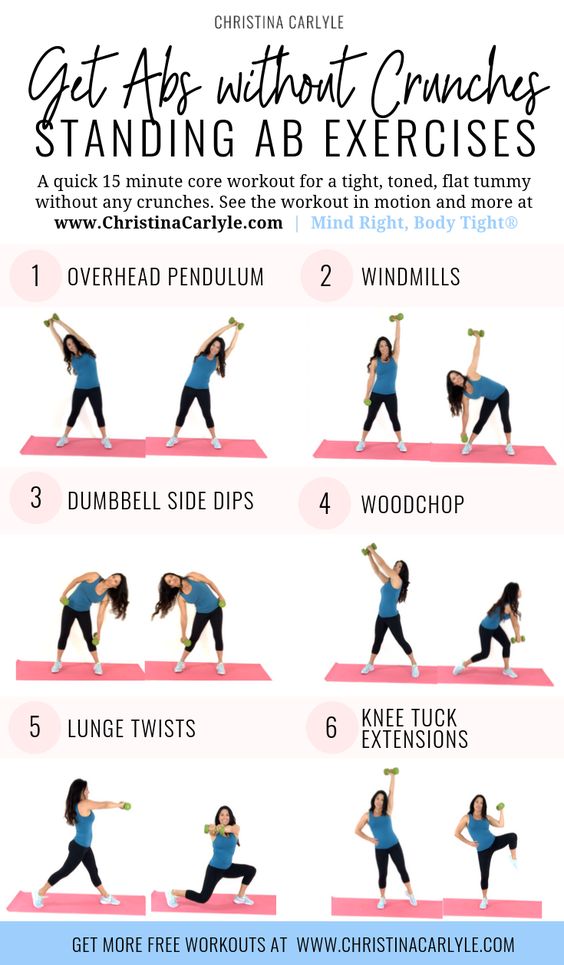 CHRISTINA CARLYLE
Get Abs without Crunches
STANDING AB EXERCISES
A quick 15 minute core workout for a tight, toned, flat tummy
without any crunches. See the workout in motion and more at
www.ChristinaCarlyle.com | Mind Right, Body Tight®
1 OVERHEAD PENDULUM
2 WINDMILLS
3 DUMBBELL SIDE DIPS
4 WOODCHOP
5 LUNGE TWISTS
6 KNEE TUCK
EXTENSIONS
GET MORE FREE WORKOUTS AT WWW.CHRISTINACARLYLE.COM